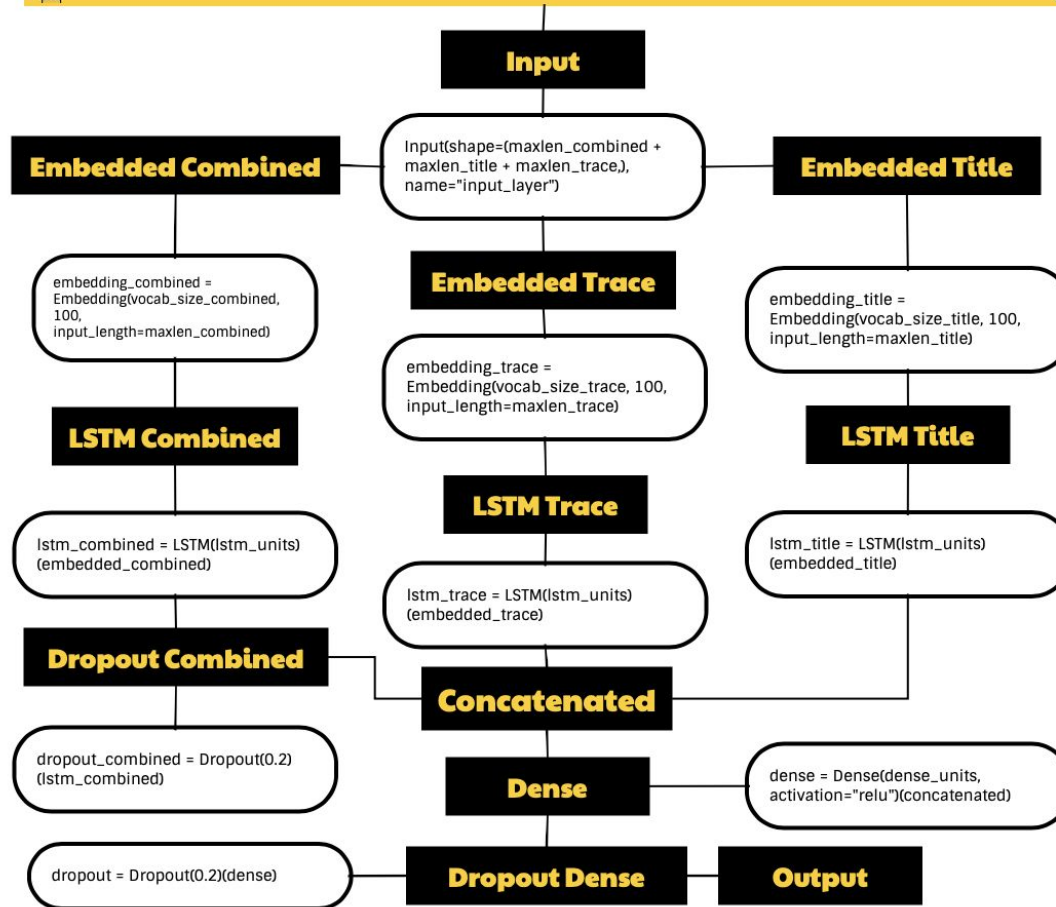 Input
Input(shape=(maxlen_combined +
maxlen_title + maxlen_trace,),
name="input_layer")
Embedded Combined
Embedded Title
embedding_combined =
Embedding(vocab_size_combined,
100,
input_length=maxlen_combined)
Embedded Trace
embedding_title =
Embedding(vocab_size_title, 100,
input_length=maxlen_title)
embedding_trace =
Embedding(vocab_size_trace, 100,
input_length=maxlen_trace)
LSTM Combined
LSTM Title
LSTM Trace
lstm_combined = LSTM(lstm_units)
(embedded_combined)
lstm_title = LSTM(lstm_units)
(embedded_title)
lstm_trace = LSTM(lstm_units)
(embedded_trace)
Dropout Combined
Concatenated
dropout_combined = Dropout(0.2)
(lstm_combined)
Dense
dense = Dense(dense_units,
activation="relu")(concatenated)
dropout = Dropout(0.2)(dense)
Dropout Dense
Output